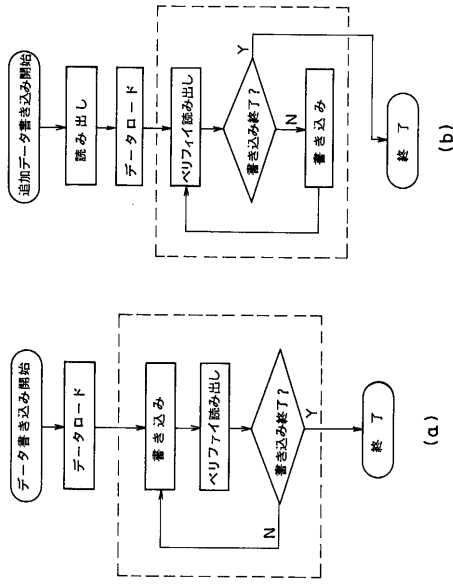 データ書き込み開始
データロード
書き込み
ベリファイ読み出し
書き込み終了?
N
Y
終了
(a)
追加データ書き込み開始
読み出し
データロード
ベリフィイ読み出し
書き込み終了?
Y
N
書き込み
終了
(b)